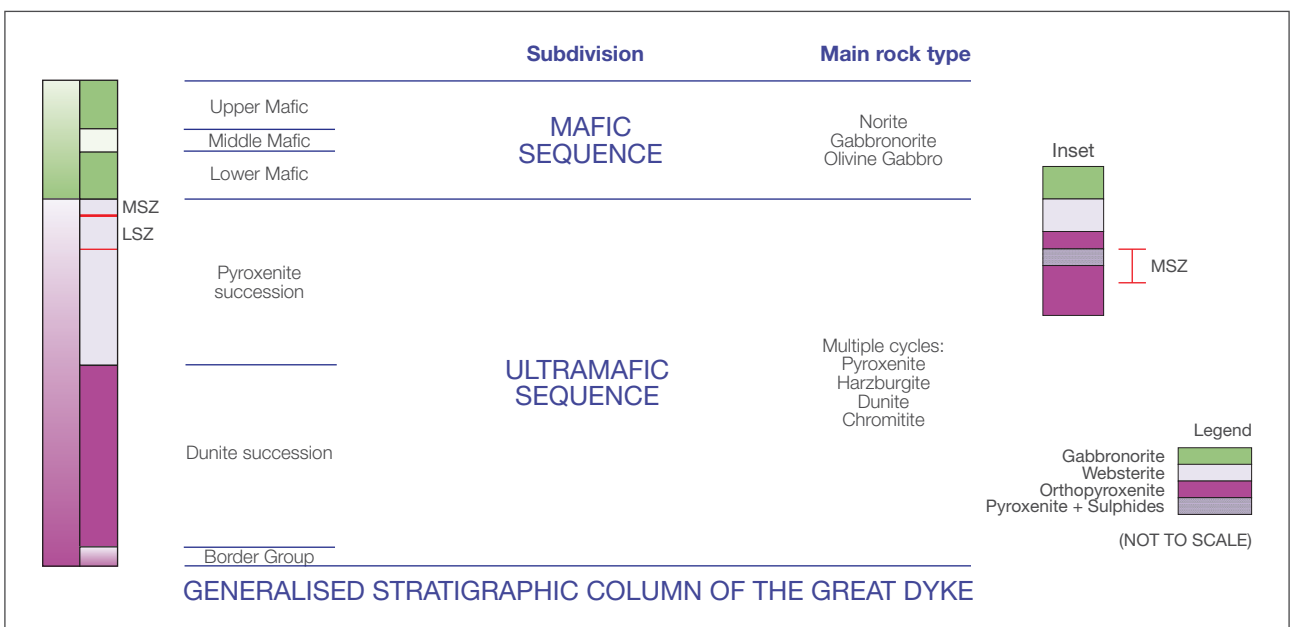 Subdivision
Main rock type
Upper Mafic
Middle Mafic
Lower Mafic
MAFIC
SEQUENCE
Norite
Gabbronorite
Olivine Gabbro
MSZ
LSZ
Pyroxenite
succession
Dunite succession
Border Group
ULTRAMAFIC
SEQUENCE
Multiple cycles:
Pyroxenite
Harzburgite
Dunite
Chromitite
Inset
MSZ
Legend
Gabbronorite
Websterite
Orthopyroxenite
Pyroxenite + Sulphides
(NOT TO SCALE)
GENERALISED STRATIGRAPHIC COLUMN OF THE GREAT DYKE